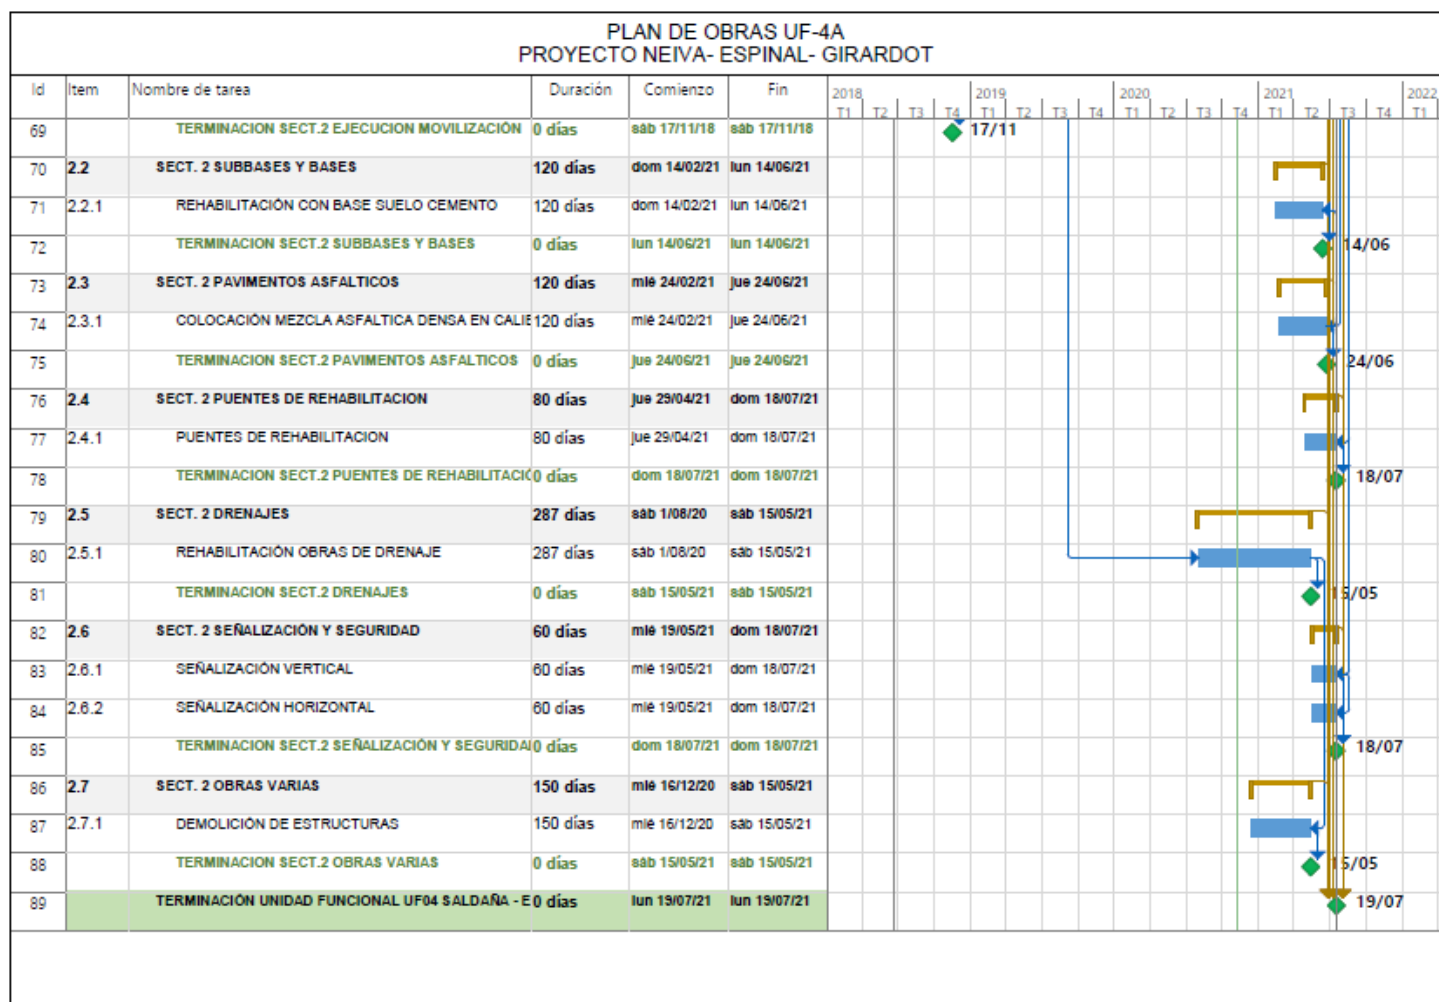 PLAN DE OBRAS UF-4A
PROYECTO NEIVA- ESPINAL- GIRARDOT
Id Item Nombre de tarea Duración Comienzo Fin
2018 2019 2020 2021 2022
T1 T2 T3 T4 T1 T2 T3 T4 T1 T2 T3 T4 T1 T2 T3 T4 T1
69 TERMINACION SECT.2 EJECUCION MOVILIZACIÓN 0 días sáb 17/11/18 sáb 17/11/18 17/11
70 2.2 SECT. 2 SUBBASES Y BASES 120 días dom 14/02/21 lun 14/06/21
71 2.2.1 REHABILITACIÓN CON BASE SUELO CEMENTO 120 días dom 14/02/21 lun 14/06/21
72 TERMINACION SECT.2 SUBBASES Y BASES 0 días lun 14/06/21 lun 14/06/21 14/06
73 2.3 SECT. 2 PAVIMENTOS ASFALTICOS 120 días mié 24/02/21 jue 24/06/21
74 2.3.1 COLOCACIÓN MEZCLA ASFALTICA DENSA EN CALIE 120 días mié 24/02/21 jue 24/06/21
75 TERMINACION SECT.2 PAVIMENTOS ASFALTICOS 0 días jue 24/06/21 jue 24/06/21 24/06
76 2.4 SECT. 2 PUENTES DE REHABILITACION 80 días jue 29/04/21 dom 18/07/21
77 2.4.1 PUENTES DE REHABILITACION 80 días jue 29/04/21 dom 18/07/21
78 TERMINACION SECT.2 PUENTES DE REHABILITACIÓ 0 días dom 18/07/21 dom 18/07/21 18/07
79 2.5 SECT. 2 DRENAJES 287 días sáb 1/08/20 sáb 15/05/21
80 2.5.1 REHABILITACIÓN OBRAS DE DRENAJE 287 días sáb 1/08/20 sáb 15/05/21
81 TERMINACION SECT.2 DRENAJES 0 días sáb 15/05/21 sáb 15/05/21 15/05
82 2.6 SECT. 2 SEÑALIZACIÓN Y SEGURIDAD 60 días mié 19/05/21 dom 18/07/21
83 2.6.1 SEÑALIZACIÓN VERTICAL 60 días mié 19/05/21 dom 18/07/21
84 2.6.2 SEÑALIZACIÓN HORIZONTAL 60 días mié 19/05/21 dom 18/07/21
85 TERMINACION SECT.2 SEÑALIZACIÓN Y SEGURIDA 0 días dom 18/07/21 dom 18/07/21 18/07
86 2.7 SECT. 2 OBRAS VARIAS 150 días mié 16/12/20 sáb 15/05/21
87 2.7.1 DEMOLICIÓN DE ESTRUCTURAS 150 días mié 16/12/20 sáb 15/05/21
88 TERMINACION SECT.2 OBRAS VARIAS 0 días sáb 15/05/21 sáb 15/05/21 15/05
89 TERMINACIÓN UNIDAD FUNCIONAL UF04 SALDAÑA - E 0 días lun 19/07/21 lun 19/07/21 19/07